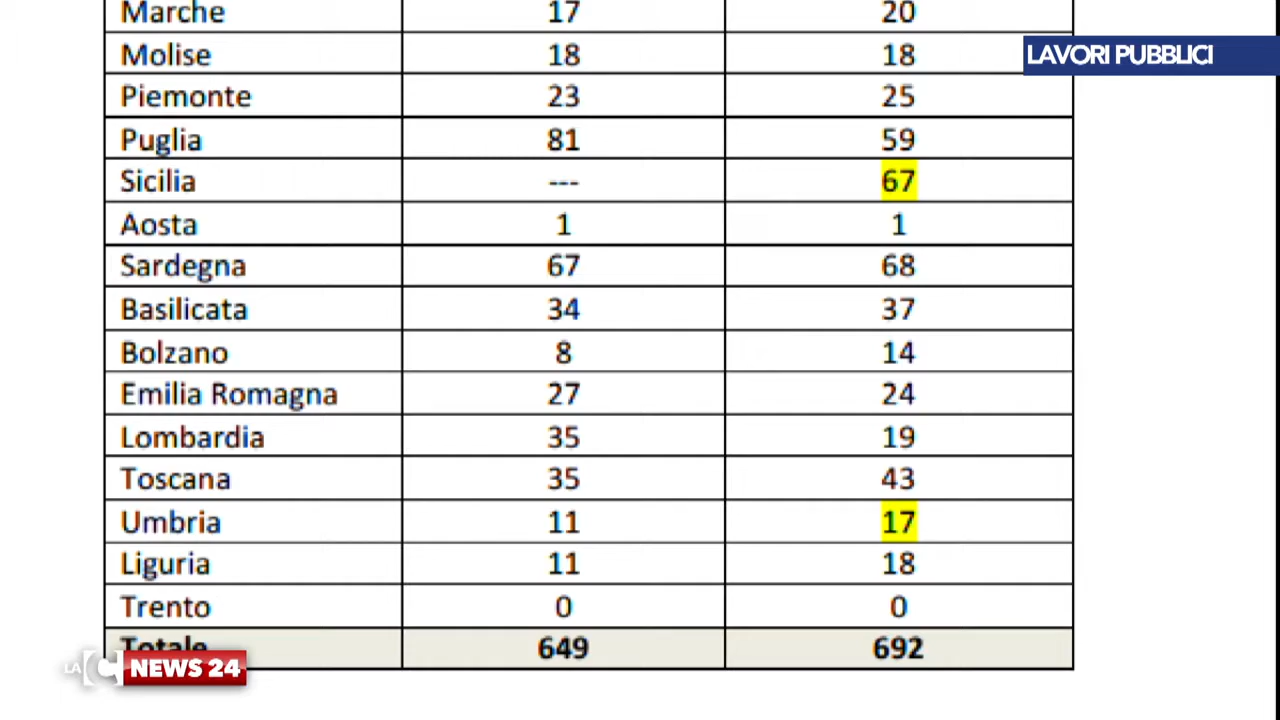 Marche 17 20
LAVORI PUBBLICI
Molise 18 18
Piemonte 23 25
Puglia 81 59
Sicilia --- 67
Aosta 1 1
Sardegna 67 68
Basilicata 34 37
Bolzano 8 14
Emilia Romagna 27 24
Lombardia 35 19
Toscana 35 43
Umbria 11 17
Liguria 11 18
Trento 0 0
Totale 649 692
LA C NEWS 24